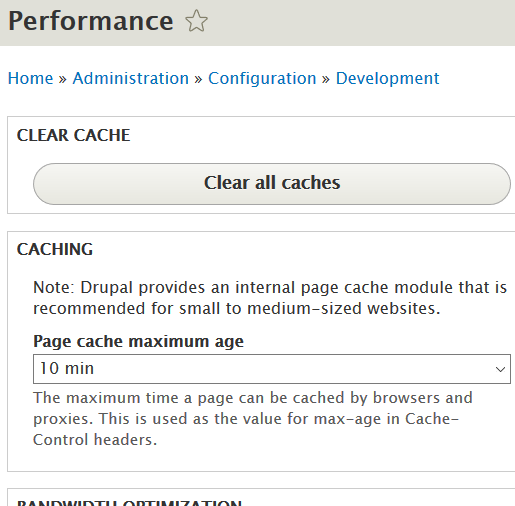 Performance
Home » Administration » Configuration » Development
CLEAR CACHE
Clear all caches
CACHING
Note: Drupal provides an internal page cache module that is
recommended for small to medium-sized websites.
Page cache maximum age
10 min
The maximum time a page can be cached by browsers and
proxies. This is used as the value for max-age in Cache-
Control headers.
BANDWIDTH OPTIMIZATION